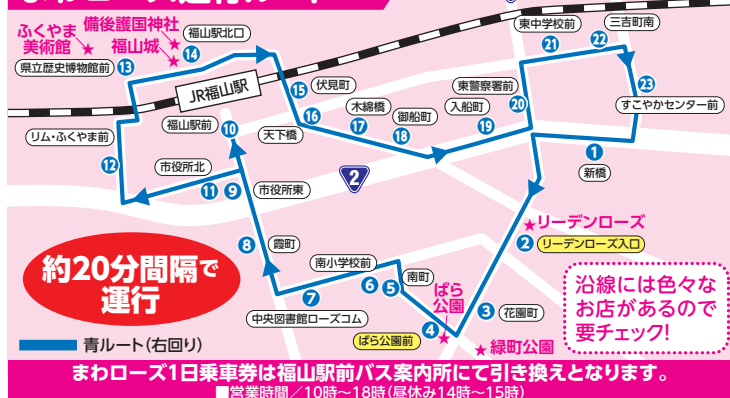 ふくやま
美術館
備後護国神社
福山城
福山駅北口
14
県立歴史博物館前
13
JR福山駅
15
伏見町
16
天下橋
木綿橋
17
御船町
18
入船町
19
東警察署前
20
東中学校前
21
三吉町南
22
23
すこやかセンター前
1
新橋
福山駅前
10
リム・ふくやま前
12
市役所北
11
9
市役所東
2
8
霞町
リーデンローズ
2
リーデンローズ入口
南小学校前
7
6
5
南町
中央図書館ローズコム
ばら
公園
4
ばら公園前
3
花園町
緑町公園
約20分間隔で
運行
沿線には色々な
お店があるので
要チェック!
青ルート(右回り)
まわローズ1日乗車券は福山駅前バス案内所にて引き換えとなります。
■営業時間/10時~18時(昼休み14時~15時)